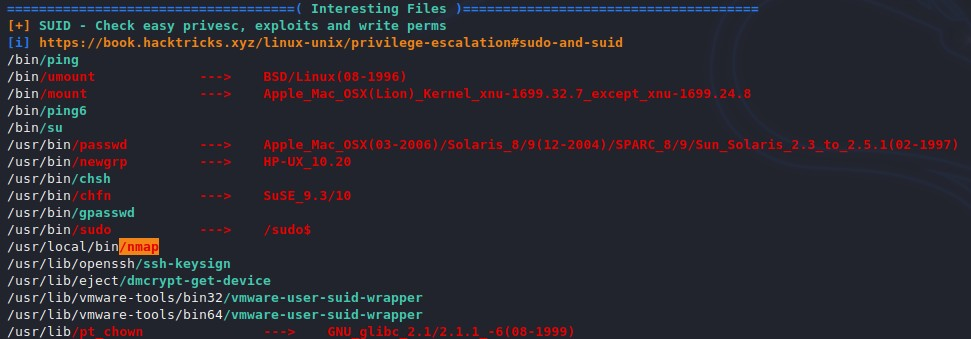 ====================================( Interesting Files )=====================================
[+] SUID - Check easy privesc, exploits and write perms
[i] https://book.hacktricks.xyz/linux-unix/privilege-escalation#sudo-and-suid
/bin/ping
/bin/umount             --->    BSD/Linux(08-1996)
/bin/mount              --->    Apple_Mac_OSX(Lion)_Kernel_xnu-1699.32.7_except_xnu-1699.24.8
/bin/ping6
/bin/su
/usr/bin/passwd         --->    Apple_Mac_OSX(03-2006)/Solaris_8/9(12-2004)/SPARC_8/9/Sun_Solaris_2.3_to_2.5.1(02-1997)
/usr/bin/newgrp         --->    HP-UX_10.20
/usr/bin/chsh
/usr/bin/chfn           --->    SuSE_9.3/10
/usr/bin/gpasswd
/usr/bin/sudo           --->    /sudo$
/usr/local/bin/nmap
/usr/lib/openssh/ssh-keysign
/usr/lib/eject/dmcrypt-get-device
/usr/lib/vmware-tools/bin32/vmware-user-suid-wrapper
/usr/lib/vmware-tools/bin64/vmware-user-suid-wrapper
/usr/lib/pt_chown               --->    GNU_glibc_2.1/2.1.1_-6(08-1999)